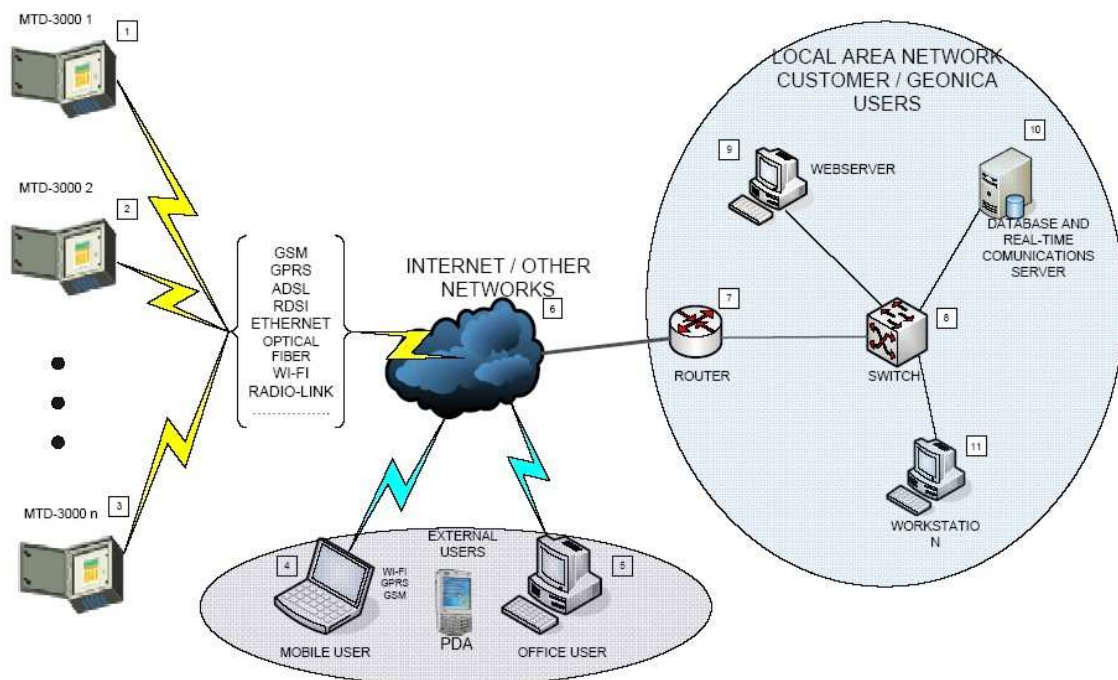 MTD-3000 1
1
MTD-3000 2
2
MTD-3000 n
3
GSM
GPRS
ADSL
RDSI
ETHERNET
OPTICAL
FIBER
WI-FI
RADIO-LINK
.....................
INTERNET / OTHER
NETWORKS
6
EXTERNAL
USERS
4
WI-FI
GPRS
GSM
5
MOBILE USER
PDA
OFFICE USER
LOCAL AREA NETWORK
CUSTOMER / GEONICA
USERS
9
WEBSERVER
10
DATABASE AND
REAL-TIME
COMUNICATIONS
SERVER
7
ROUTER
8
SWITCH
11
WORKSTATIO
N